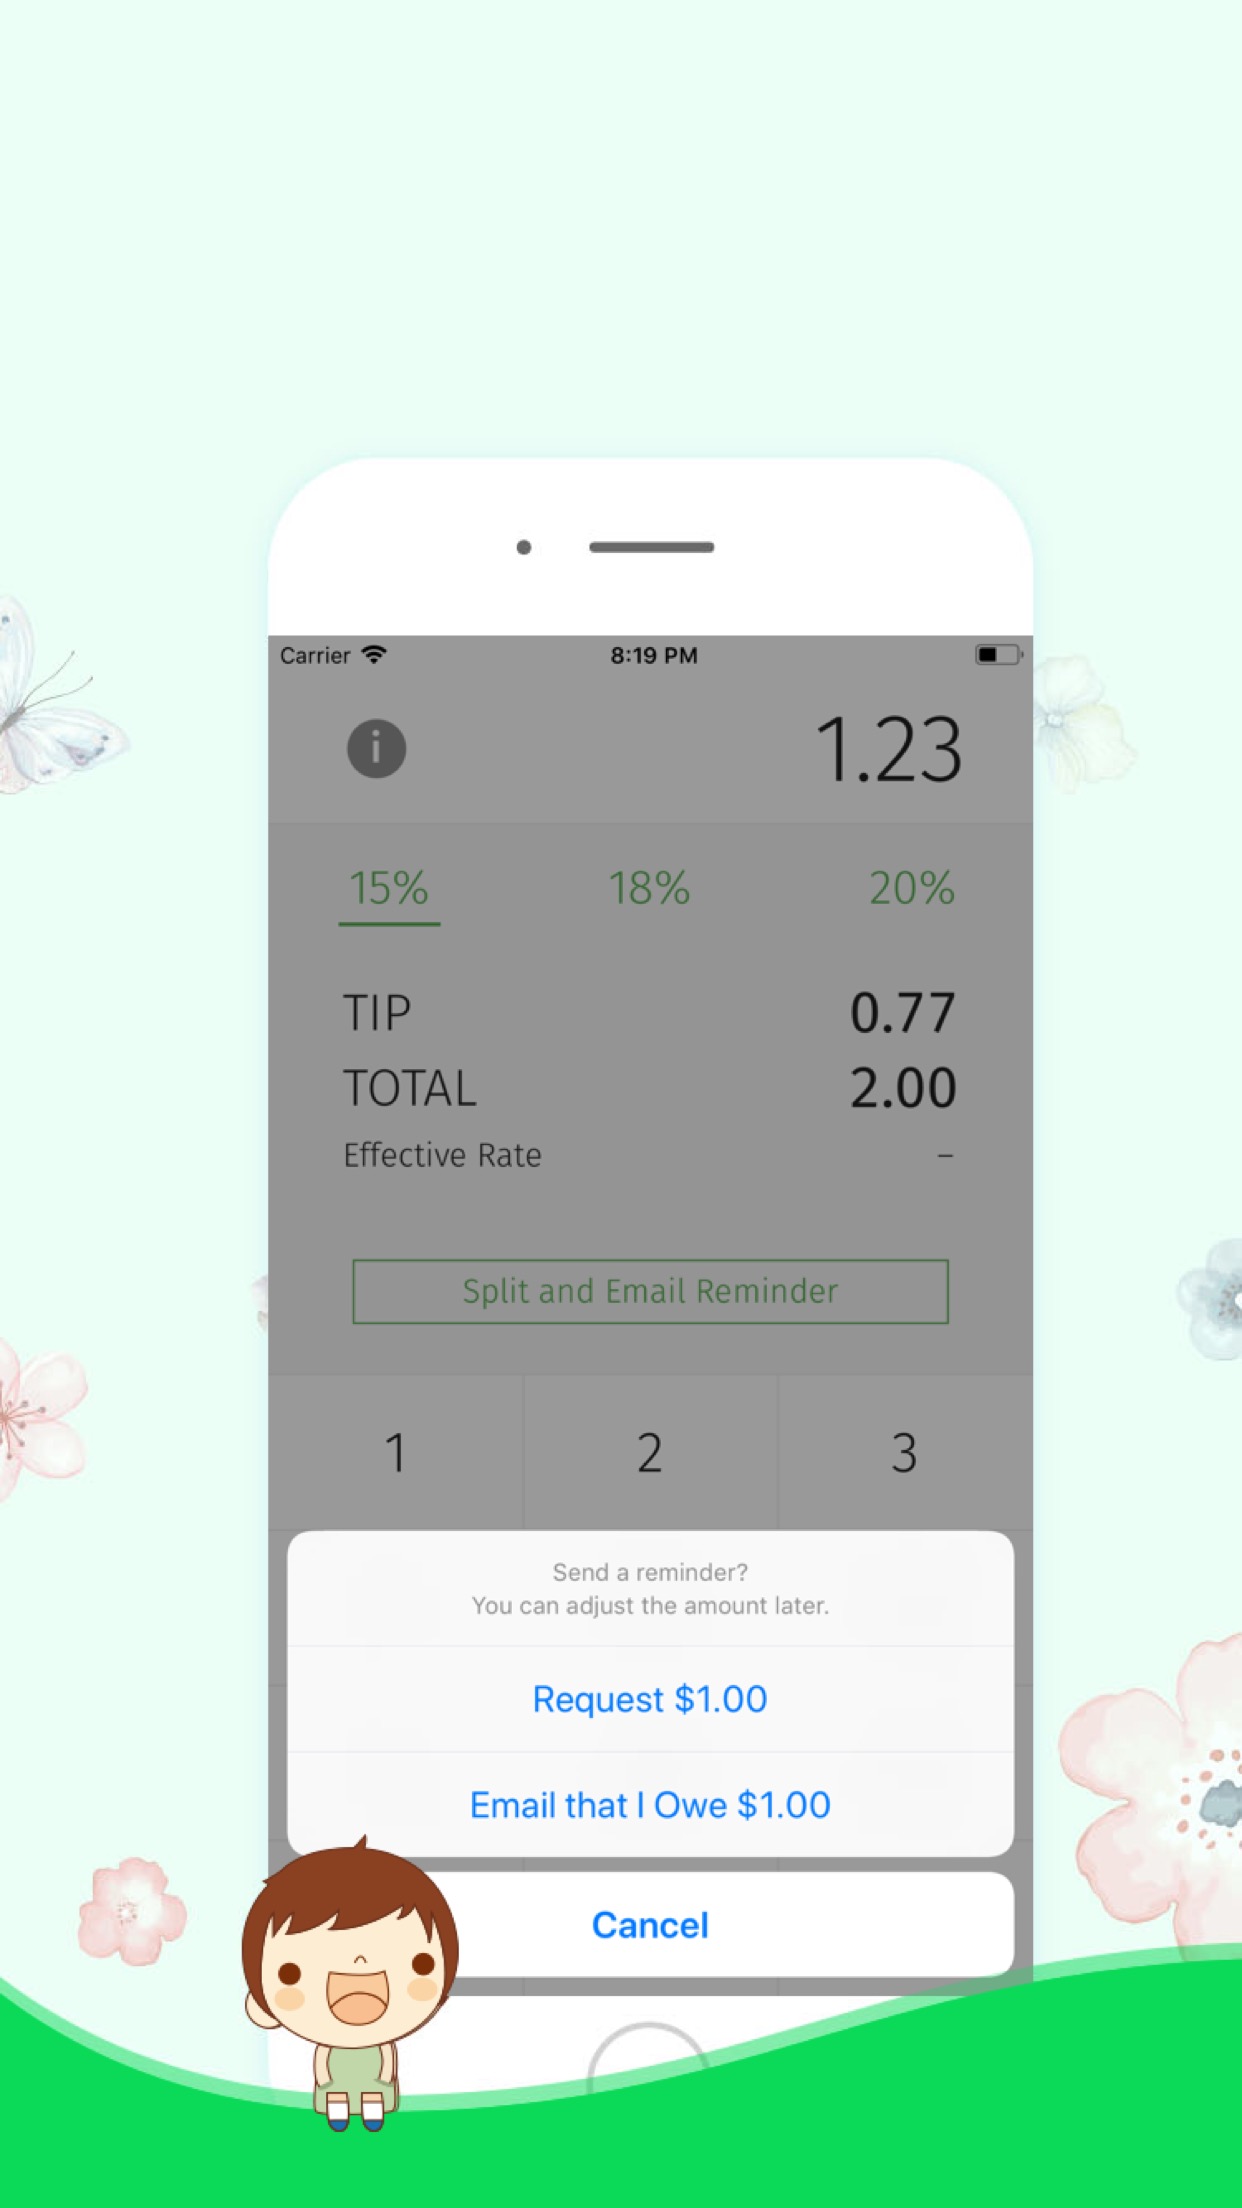 Carrier 8:19 PM
i 1.23
15% 18% 20%
TIP 0.77
TOTAL 2.00
Effective Rate –
Split and Email Reminder
1 2 3
Send a reminder?
You can adjust the amount later.
Request $1.00
Email that I Owe $1.00
Cancel